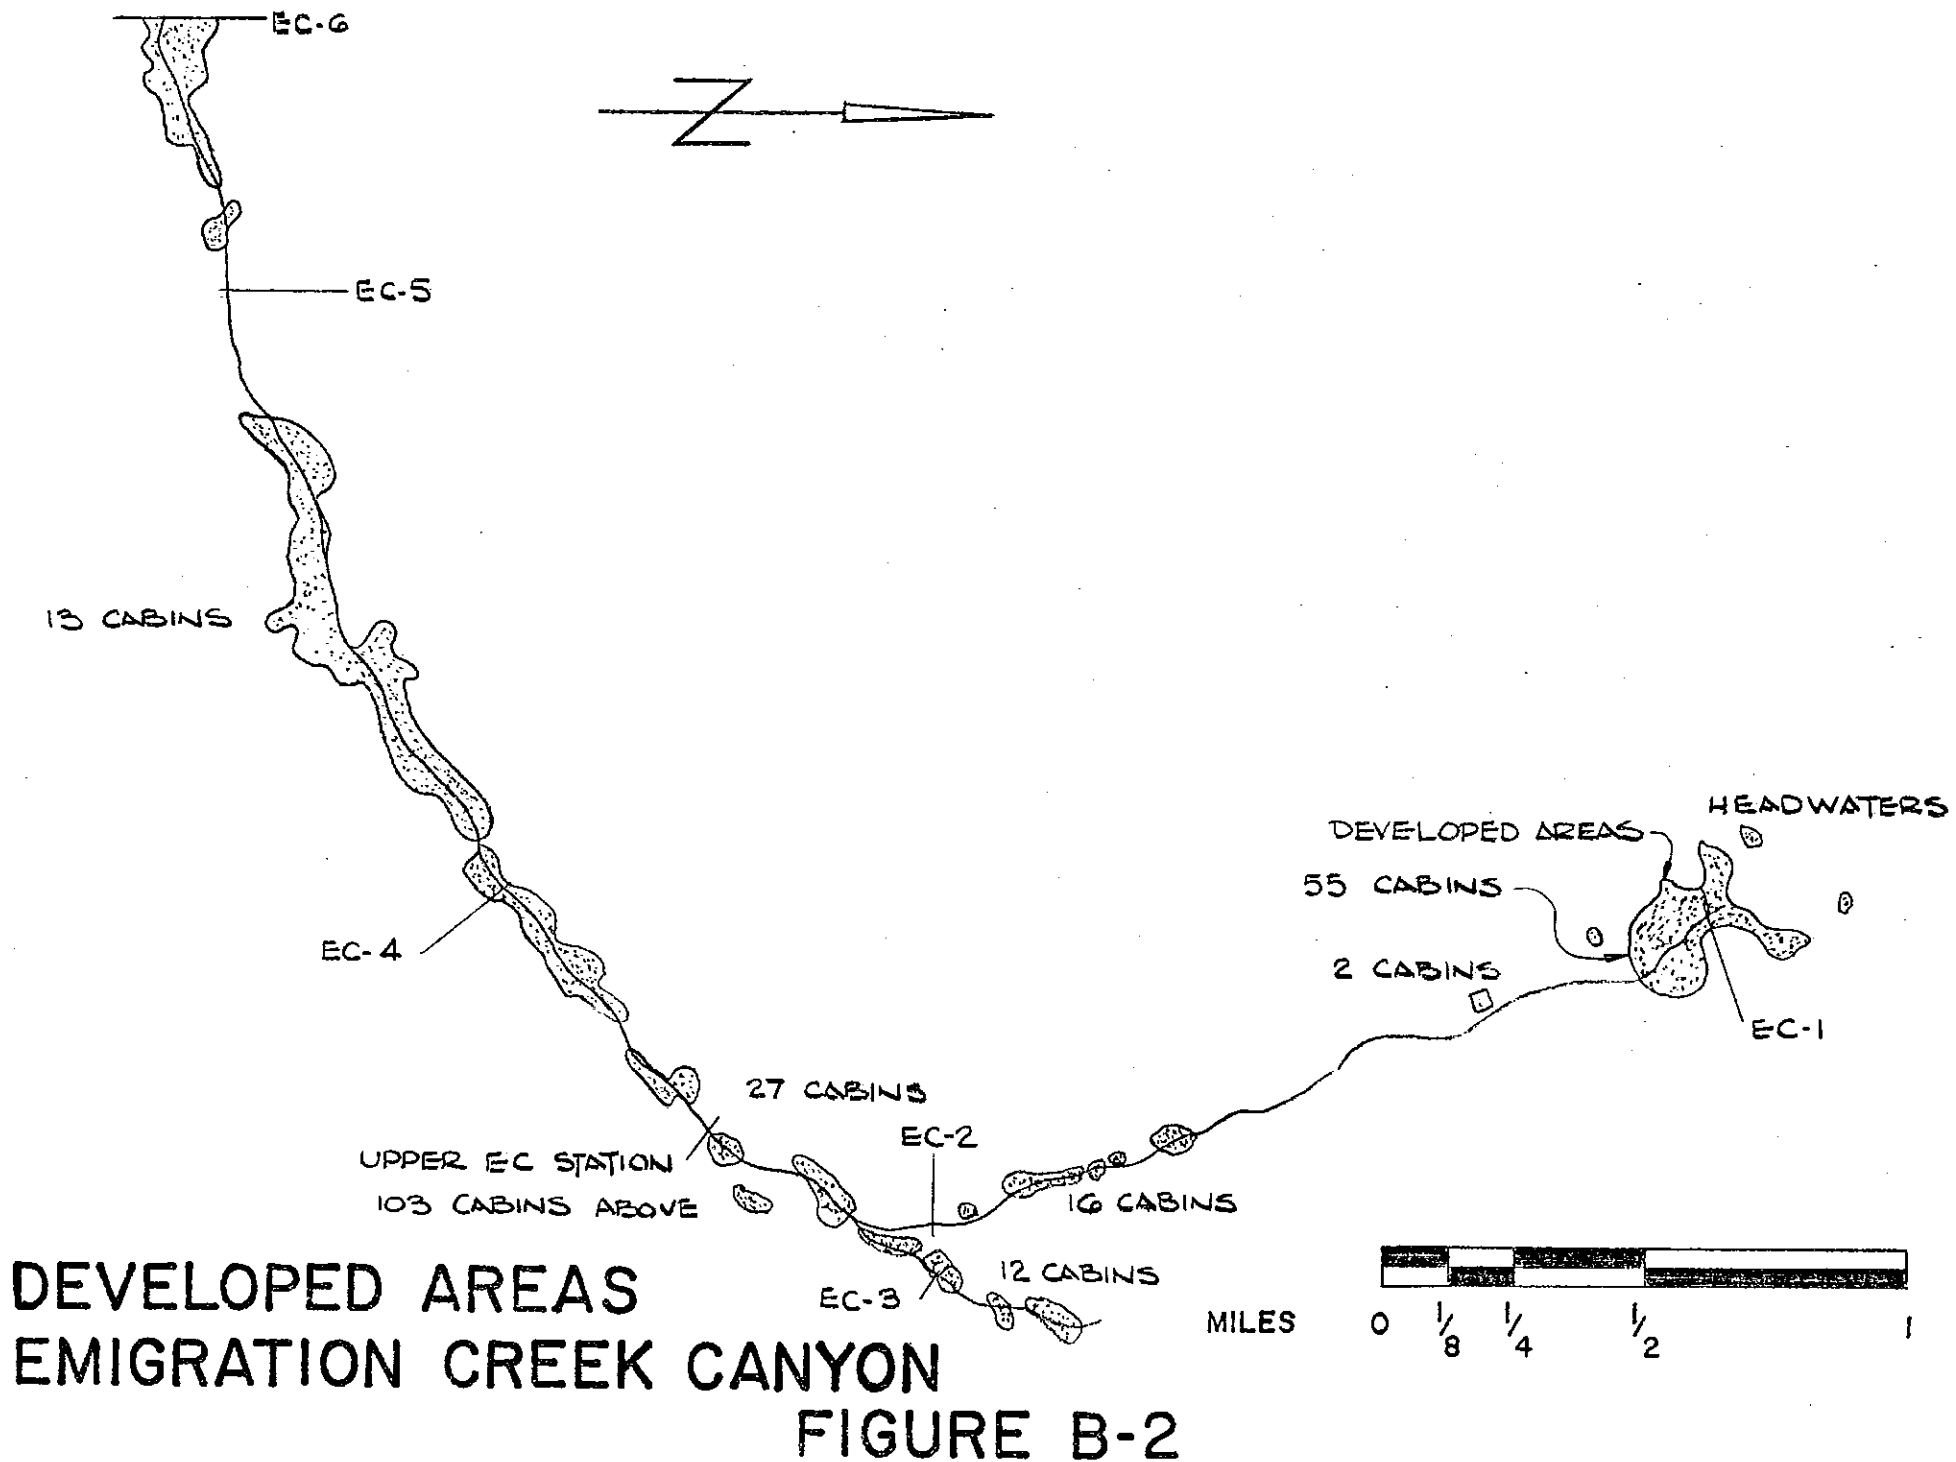 EC-6
Z
EC-5
13 CABINS
HEADWATERS
DEVELOPED AREAS
55 CABINS
EC-4
2 CABINS
EC-1
27 CABINS
EC-2
UPPER EC STATION
103 CABINS ABOVE
16 CABINS
12 CABINS
EC-3
MILES 0 1/8 1/4 1/2 1
DEVELOPED AREAS
EMIGRATION CREEK CANYON
FIGURE B-2